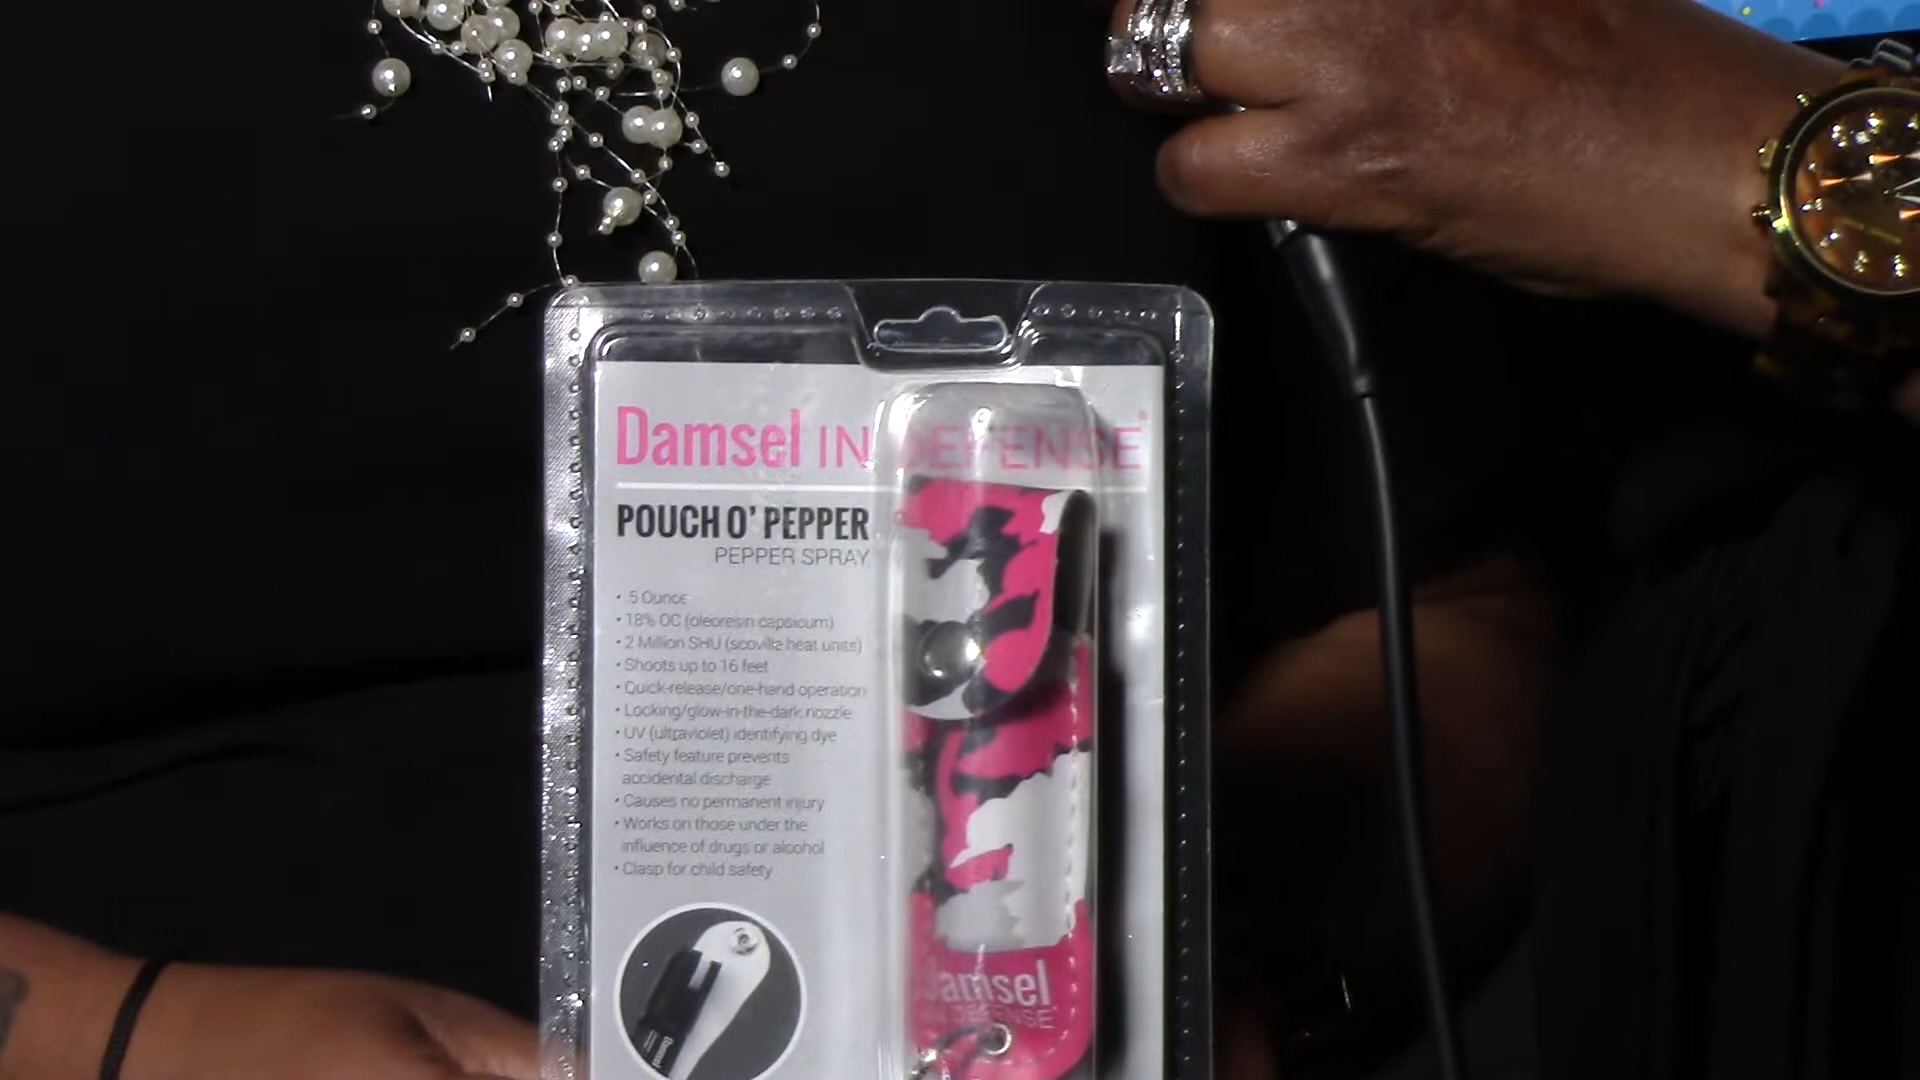 Damsel IN DEFENSE
POUCH O' PEPPER
PEPPER SPRAY
• .5 Ounce
• 18% OC (oleoresin capsicum)
• 2 Million SHU (scoville heat units)
• Shoots up to 16 feet
• Quick-release/one-hand operation
• Locking/glow-in-the-dark nozzle
• UV (ultraviolet) identifying dye
• Safety feature prevents
accidental discharge
• Causes no permanent injury
• Works on those under the
influence of drugs or alcohol
• Clasp for child safety
Damsel
IN DEFENSE